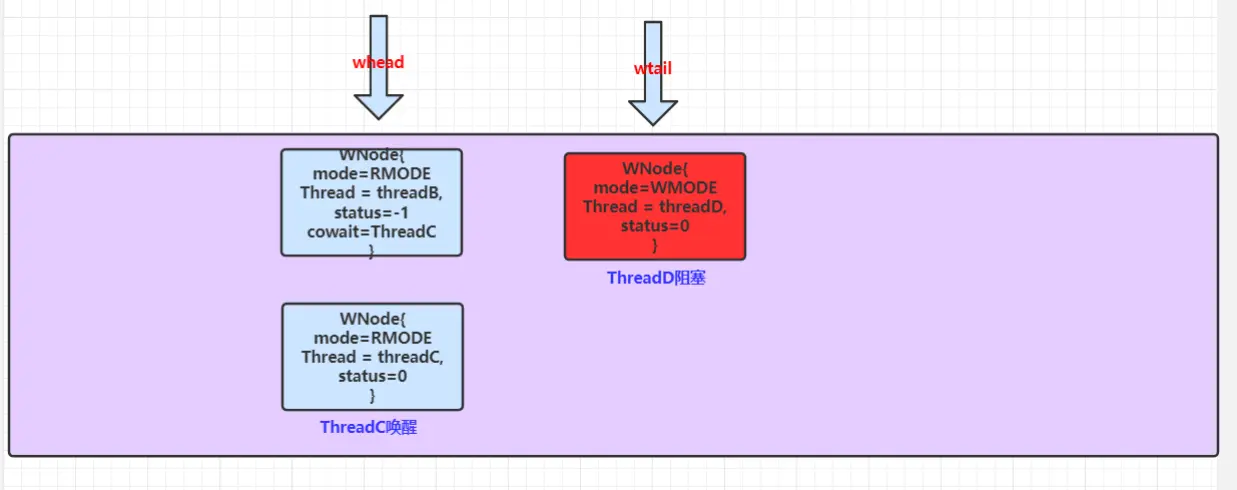 whead
wtail
WNode{
mode=RMODE
Thread = threadB,
status=-1
cowait=ThreadC
}
WNode{
mode=WMODE
Thread = threadD,
status=0
}
ThreadD阻塞
WNode{
mode=RMODE
Thread = threadC,
status=0
}
ThreadC唤醒